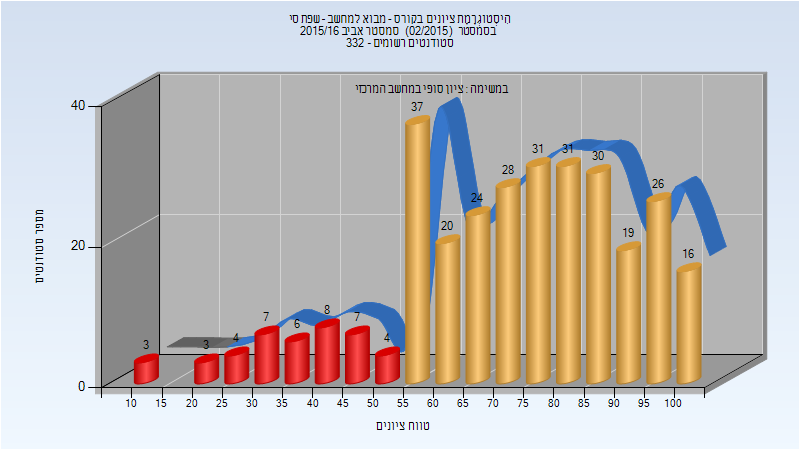 היסטוגרמת ציונים בקורס - מבוא למחשב - שפת סי
בסמסטר (02/2015) סמסטר אביב 2015/16
סטודנטים רשומים - 332
במשימה : ציון סופי במחשב המרכזי
40
20
0
מספר סטודנטים
3 3 4 7 6 8 7 4 37 20 24 28 31 31 30 19 26 16
10 15 20 25 30 35 40 45 50 55 60 65 70 75 80 85 90 95 100
טווח ציונים